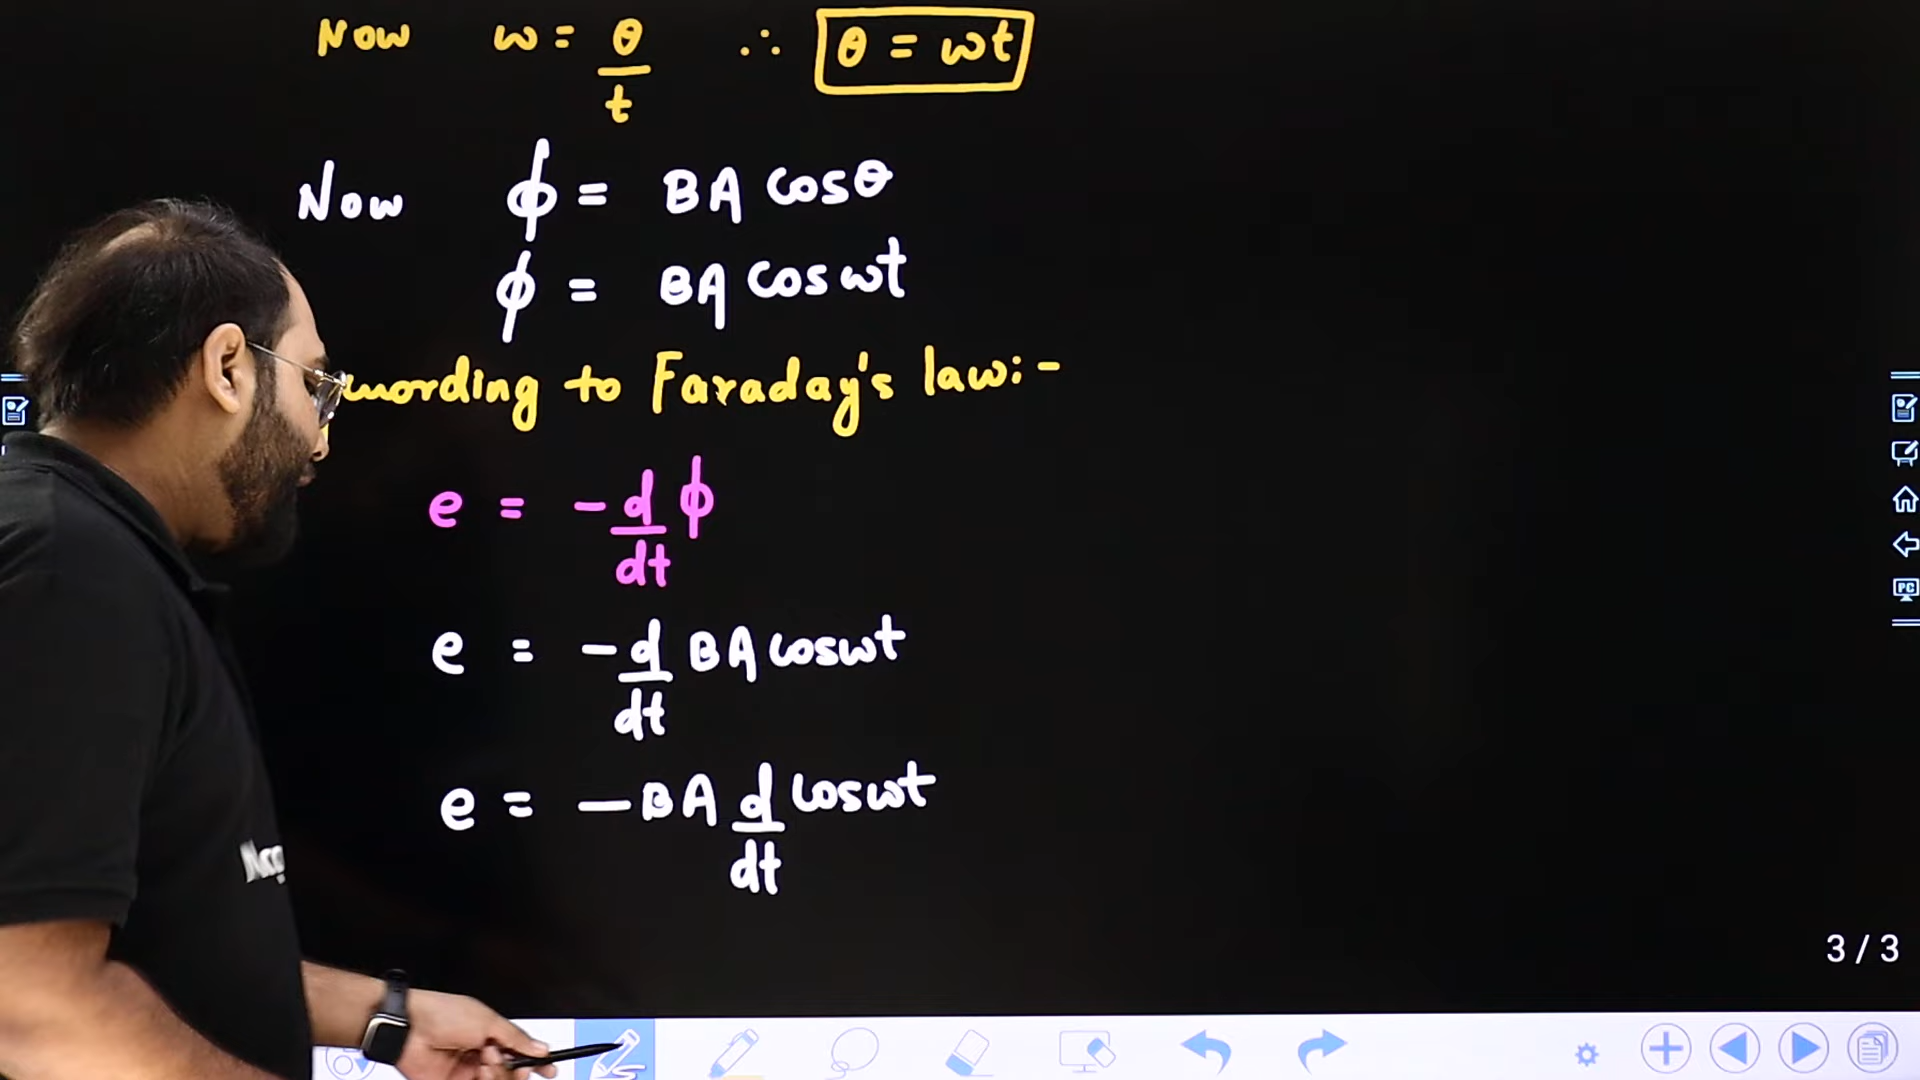 Now ω = θ/t ∴ θ = ωt
Now ϕ = BA cosθ
ϕ = BA cos ωt
to Faraday's law:-
e = -d/dt ϕ
e = -d/dt BA cosωt
e = -BA d/dt cosωt
3 / 3
PC